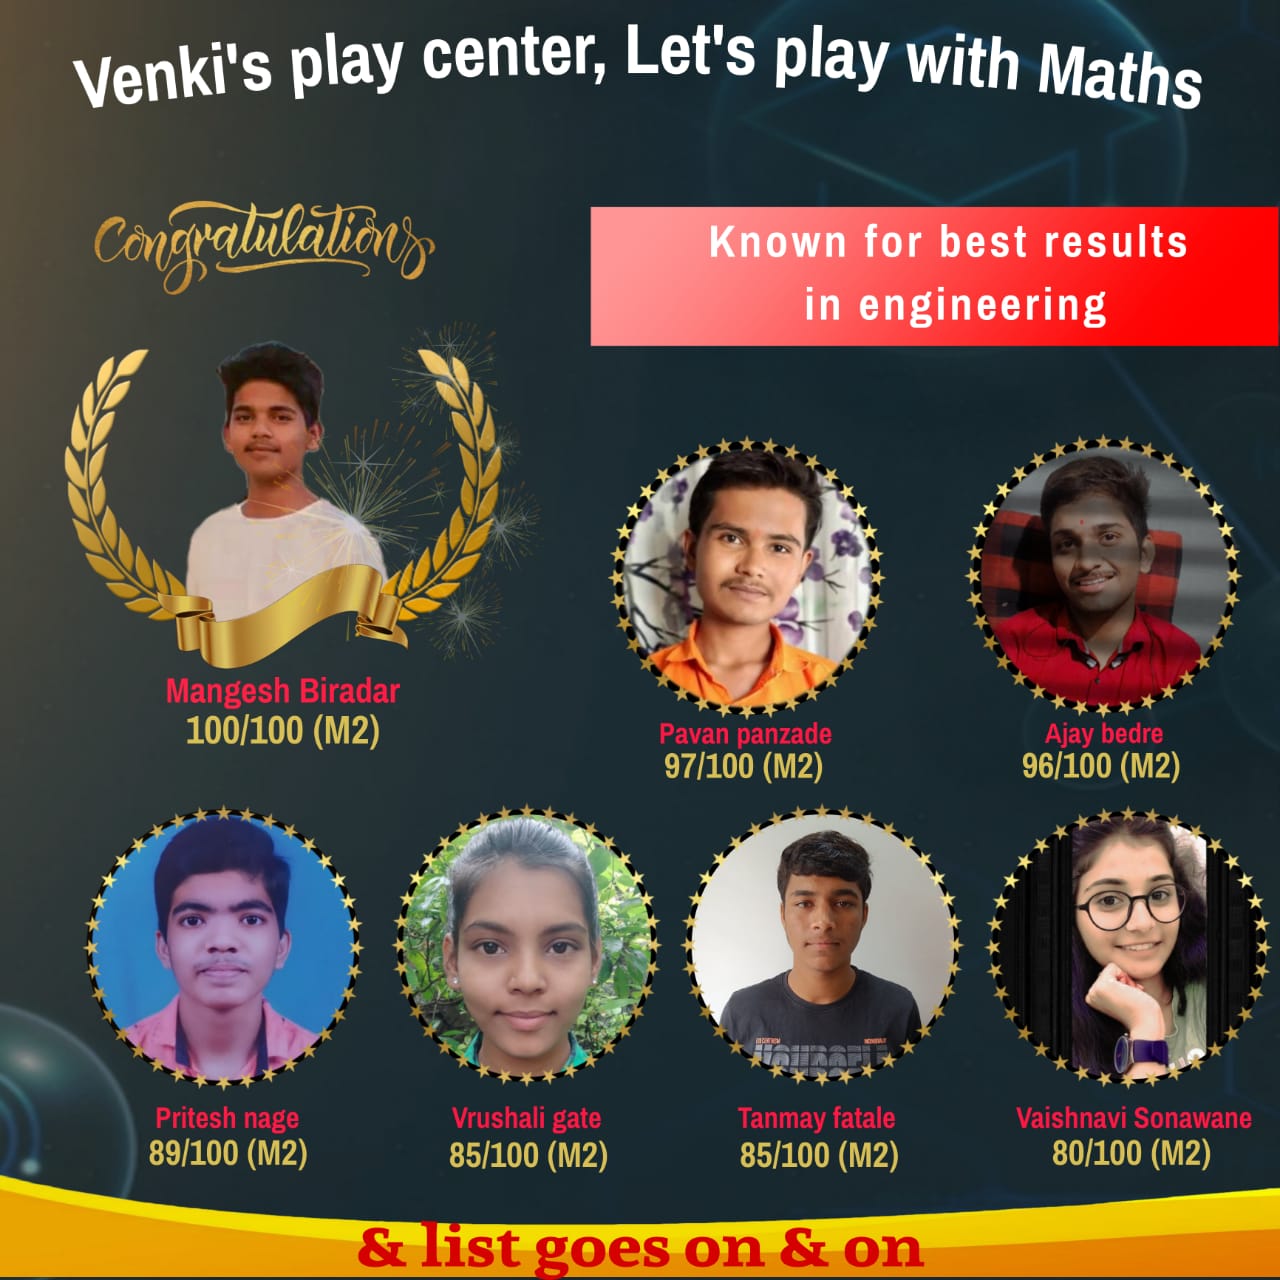 Venki's play center, Let's play with Maths
Congratulations
Known for best results
in engineering
Mangesh Biradar
100/100 (M2)
Pavan panzade
97/100 (M2)
Ajay bedre
96/100 (M2)
Pritesh nage
89/100 (M2)
Vrushali gate
85/100 (M2)
Tanmay fatale
85/100 (M2)
Vaishnavi Sonawane
80/100 (M2)
& list goes on & on